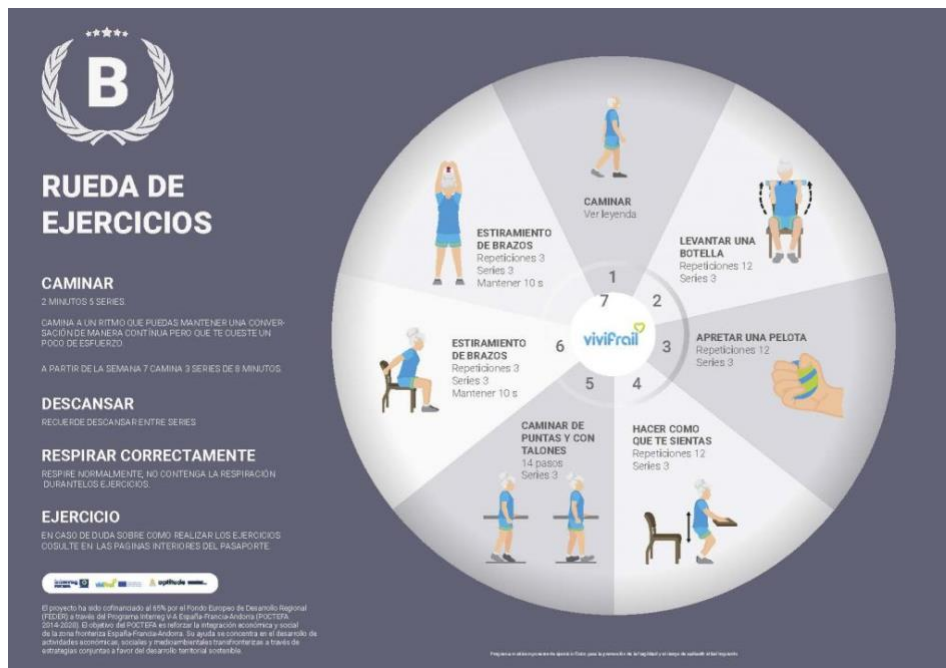 B
RUEDA DE
EJERCICIOS
CAMINAR
2 MINUTOS 5 SERIES.
CAMINA A UN RITMO QUE PUEDAS MANTENER UNA CONVER-
SACIÓN DE MANERA CONTÍNUA PERO QUE TE CUESTE UN
POCO DE ESFUERZO.
A PARTIR DE LA SEMANA 7 CAMINA 3 SERIES DE 8 MINUTOS.
DESCANSAR
RECUERDE DESCANSAR ENTRE SERIES
RESPIRAR CORRECTAMENTE
RESPIRE NORMALMENTE, NO CONTENGA LA RESPIRACIÓN
DURANTELOS EJERCICIOS.
EJERCICIO
EN CASO DE DUDA SOBRE COMO REALIZAR LOS EJERCICIOS
COSULTE EN LAS PAGINAS INTERIORES DEL PASAPORTE
interreg
vivifrail
aptitude
El proyecto ha sido cofinanciado al 65% por el Fondo Europeo de Desarrollo Regional
(FEDER) a través del Programa Interreg V-A España-Francia-Andorra (POCTEFA
2014-2020). El objetivo del POCTEFA es reforzar la integración económica y social
de la zona fronteriza España-Francia-Andorra. Su ayuda se concentra en el desarrollo de
actividades económicas, sociales y medioambientales transfronterizas a través de
estrategias conjuntas a favor del desarrollo territorial sostenible.
CAMINAR
Ver leyenda
1
LEVANTAR UNA
BOTELLA
Repeticiones 12
Series 3
2
APRETAR UNA PELOTA
Repeticiones 12
Series 3
3
HACER COMO
QUE TE SIENTAS
Repeticiones 12
Series 3
4
CAMINAR DE
PUNTAS Y CON
TALONES
14 pasos
Series 3
5
ESTIRAMIENTO
DE BRAZOS
Repeticiones 3
Series 3
Mantener 10 s
6
ESTIRAMIENTO
DE BRAZOS
Repeticiones 3
Series 3
Mantener 10 s
7
vivifrail